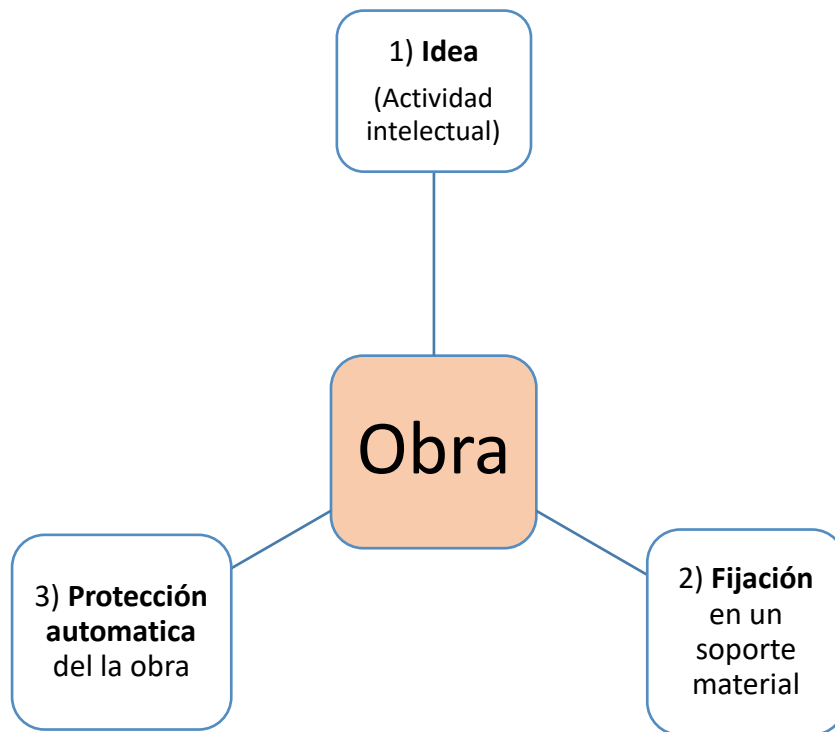 1) Idea
(Actividad
intelectual)
Obra
3) Protección
automatica
del la obra
2) Fijación
en un
soporte
material